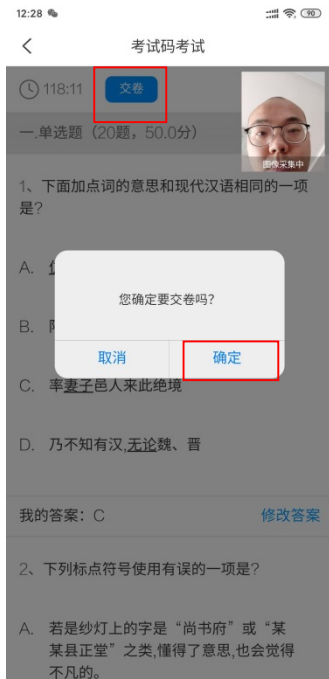 12:28
90
考试码考试
118:11
交卷
一.单选题（20题，50.0分）
图像采集中
1、下面加点词的意思和现代汉语相同的一项
是?
A.
您确定要交卷吗?
B.
取消
确定
C. 率妻子邑人来此绝境
D. 乃不知有汉,无论魏、晋
我的答案：C
修改答案
2、下列标点符号使用有误的一项是?
A. 若是纱灯上的字是“尚书府”或“某
某县正堂”之类,懂得了意思,也会觉得
不凡的。